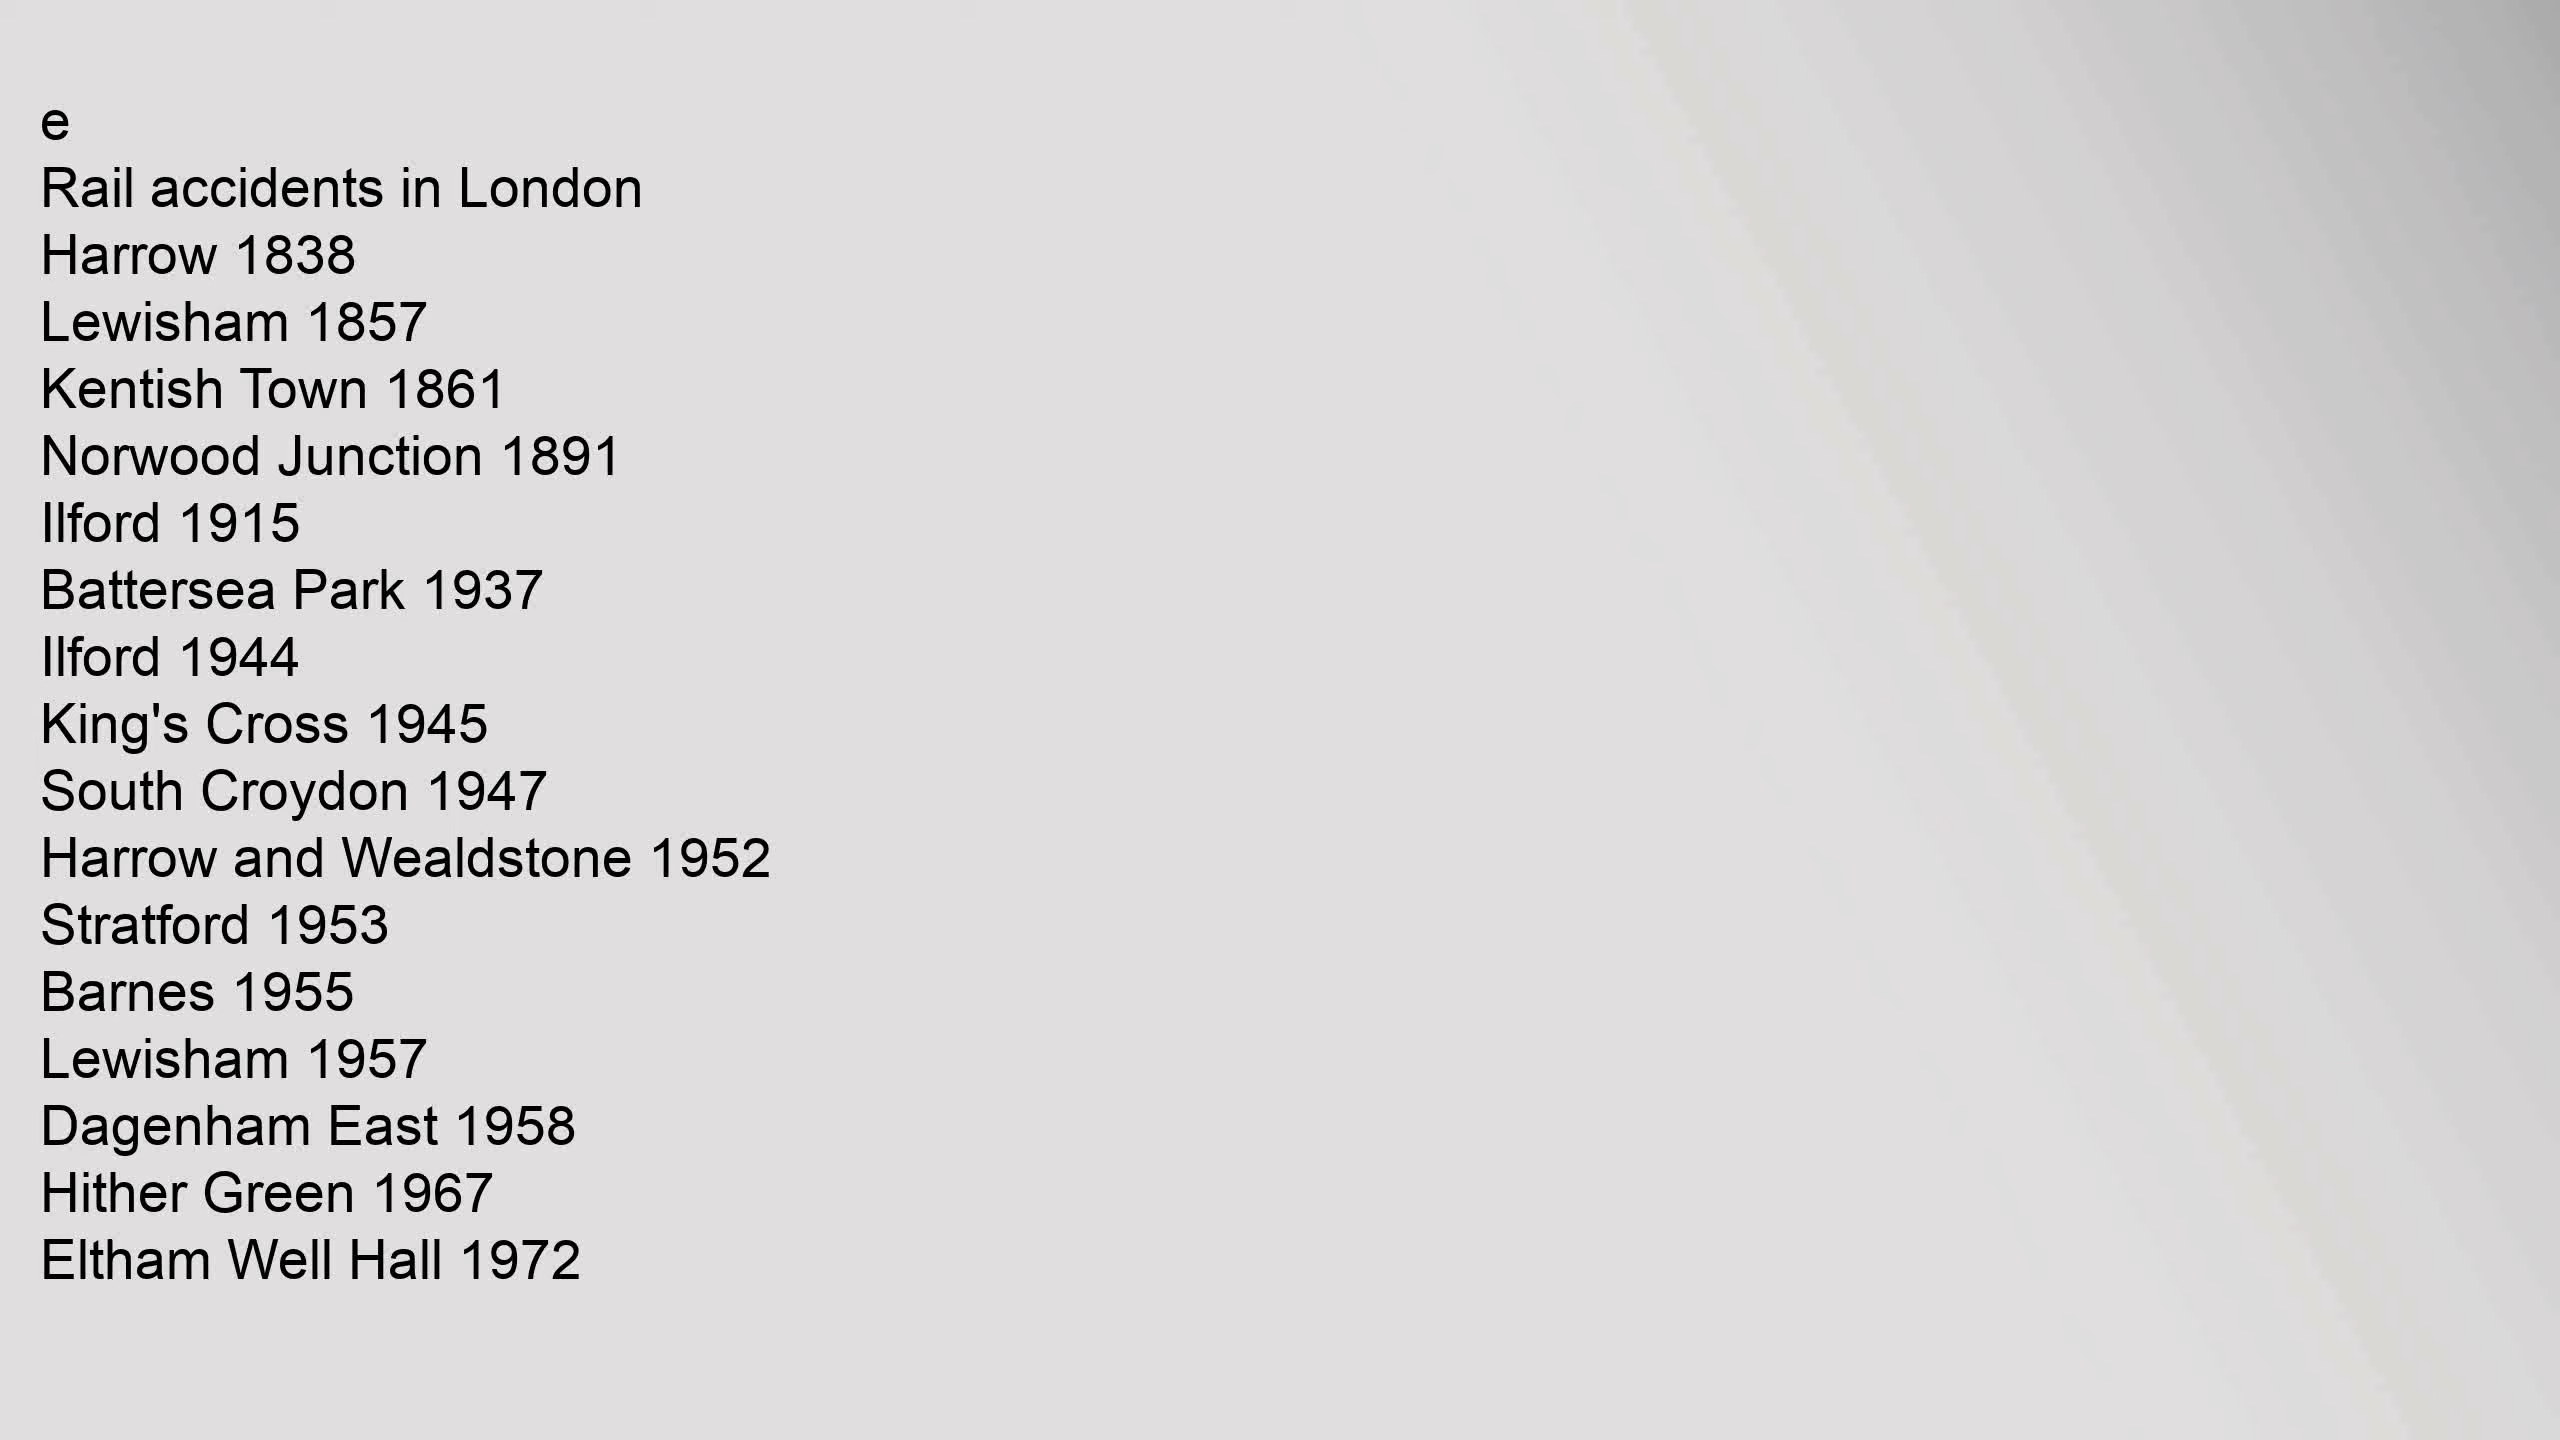 e
Rail accidents in London
Harrow 1838
Lewisham 1857
Kentish Town 1861
Norwood Junction 1891
Ilford 1915
Battersea Park 1937
Ilford 1944
King's Cross 1945
South Croydon 1947
Harrow and Wealdstone 1952
Stratford 1953
Barnes 1955
Lewisham 1957
Dagenham East 1958
Hither Green 1967
Eltham Well Hall 1972